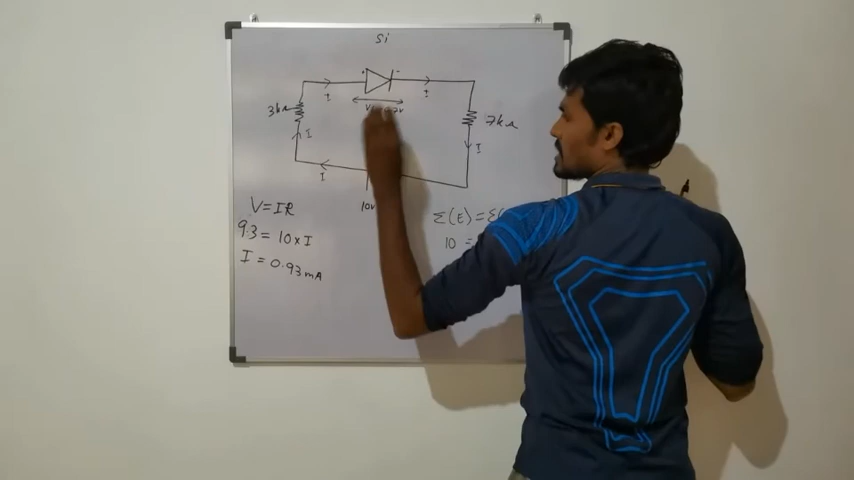 Si
I
I
3kΩ
7kΩ
I
I
I
10v
V=IR
Σ(E)=Σ(
9.3 = 10×I
10 =
I = 0.93mA